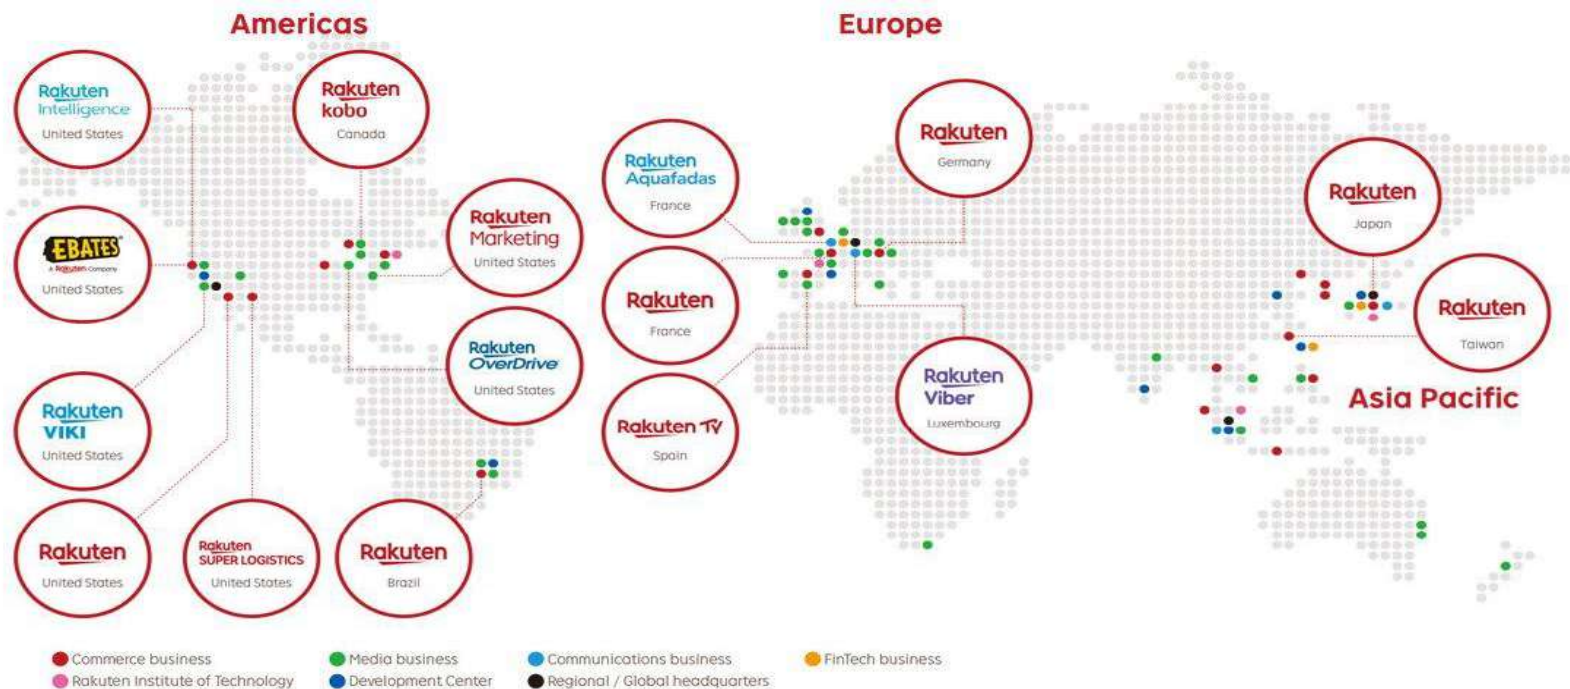 Americas
Europe
Rakuten
Intelligence
United States
Rakuten
kobo
Canada
EBATES
A Rakuten Company
United States
Rakuten
Marketing
United States
Rakuten
OverDrive
United States
Rakuten
VIKI
United States
Rakuten
United States
Rakuten
SUPER LOGISTICS
United States
Rakuten
Brazil
Rakuten
Aquafadas
France
Rakuten
Germany
Rakuten
France
Rakuten TV
Spain
Rakuten
Viber
Luxembourg
Rakuten
Japan
Rakuten
Taiwan
Asia Pacific
Commerce business
Media business
Communications business
FinTech business
Rakuten Institute of Technology
Development Center
Regional / Global headquarters